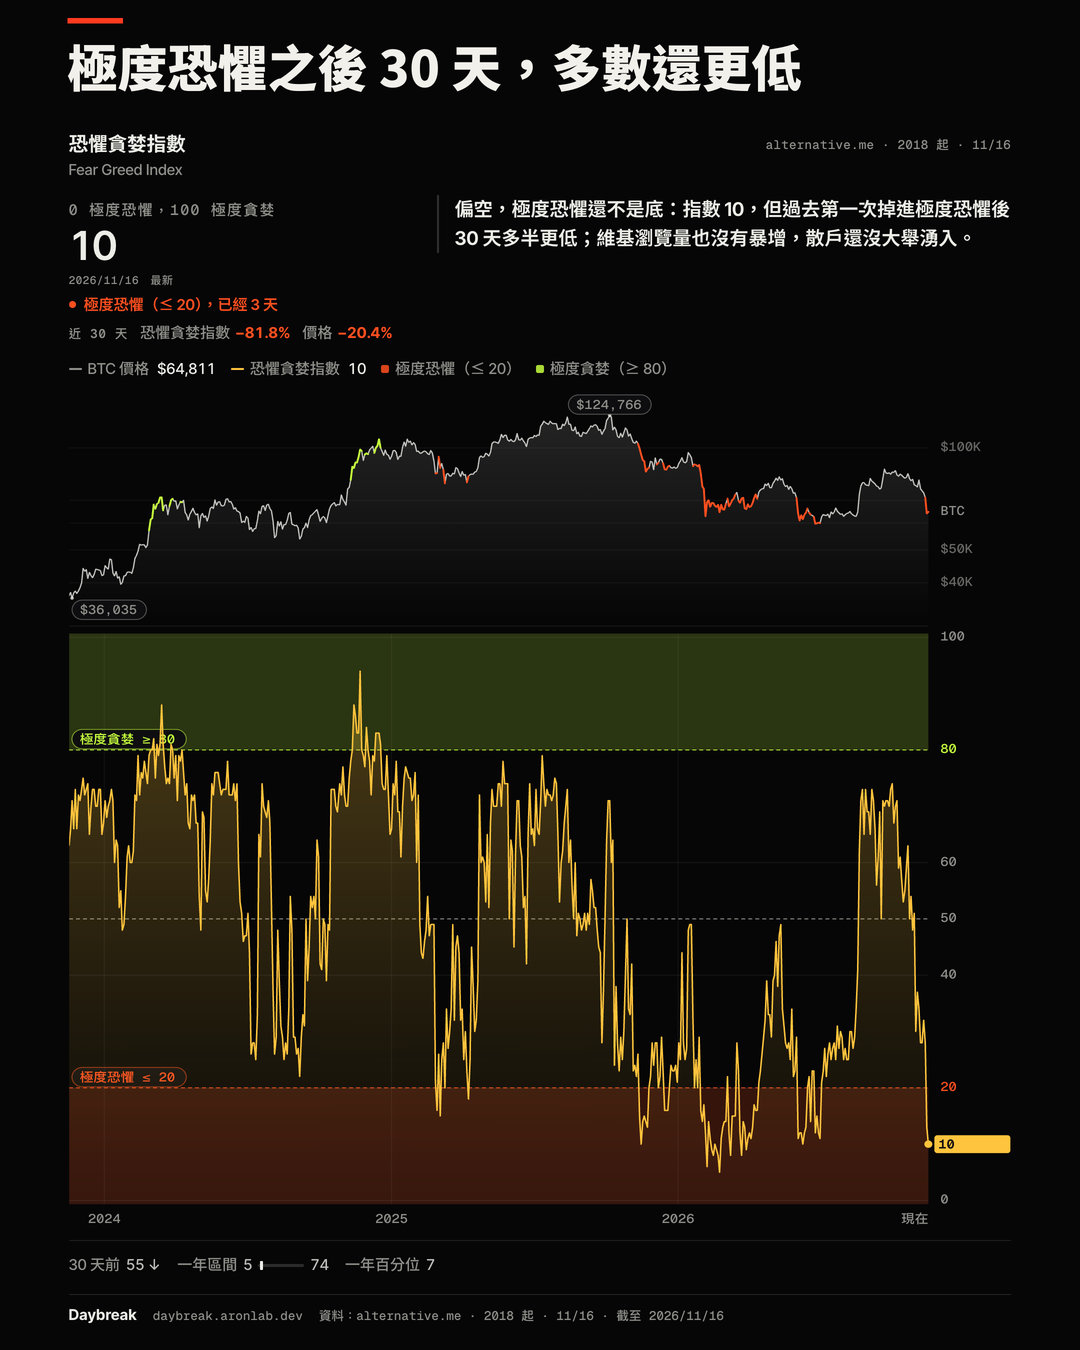 極度恐懼之後 30 天，多數還更低
恐懼貪婪指數
alternative.me · 2018 起 · 11/16
Fear Greed Index
0 極度恐懼，100 極度貪婪
10
2026/11/16 最新
極度恐懼（≤ 20），已經 3 天
近 30 天 恐懼貪婪指數 −81.8% 價格 −20.4%
偏空，極度恐懼還不是底：指數 10，但過去第一次掉進極度恐懼後
30 天多半更低；維基瀏覽量也沒有暴增，散戶還沒大舉湧入。
BTC 價格 $64,811 恐懼貪婪指數 10 極度恐懼（≤ 20） 極度貪婪（≥ 80）
$124,766
$100K
BTC
$50K
$40K
$36,035
100
極度貪婪 ≥ 80
80
60
50
40
極度恐懼 ≤ 20
20
10
0
2024 2025 2026 現在
30 天前 55 ↓ 一年區間 5 74 一年百分位 7
Daybreak daybreak.aronlab.dev 資料：alternative.me · 2018 起 · 11/16 · 截至 2026/11/16